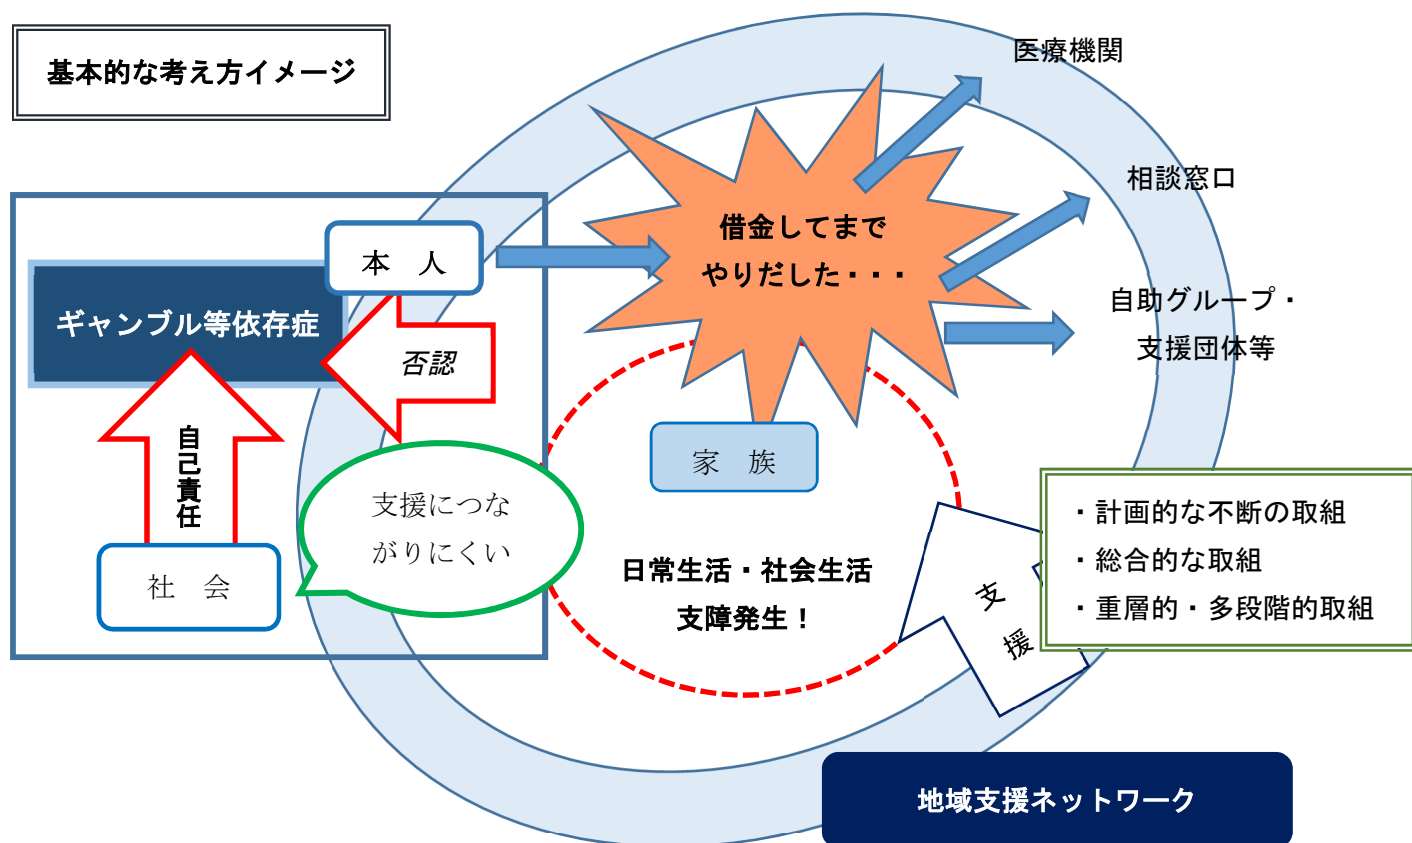 基本的な考え方イメージ
医療機関
相談窓口
自助グループ・
支援団体等
借金してまで
やりだした・・・
本　人
ギャンブル等依存症
否認
自己責任
社　会
支援につな
がりにくい
家　族
日常生活・社会生活
支障発生！
支
援
・計画的な不断の取組
・総合的な取組
・重層的・多段階的取組
地域支援ネットワーク